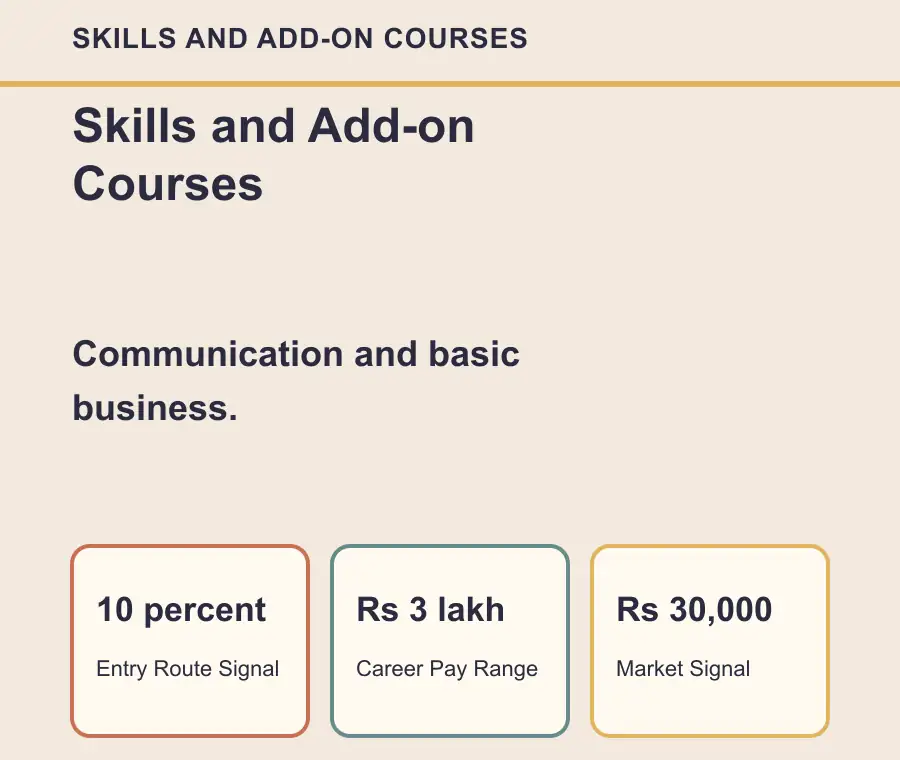 SKILLS AND ADD-ON COURSES
Skills and Add-on
Courses
Communication and basic
business.
10 percent
Entry Route Signal
Rs 3 lakh
Career Pay Range
Rs 30,000
Market Signal